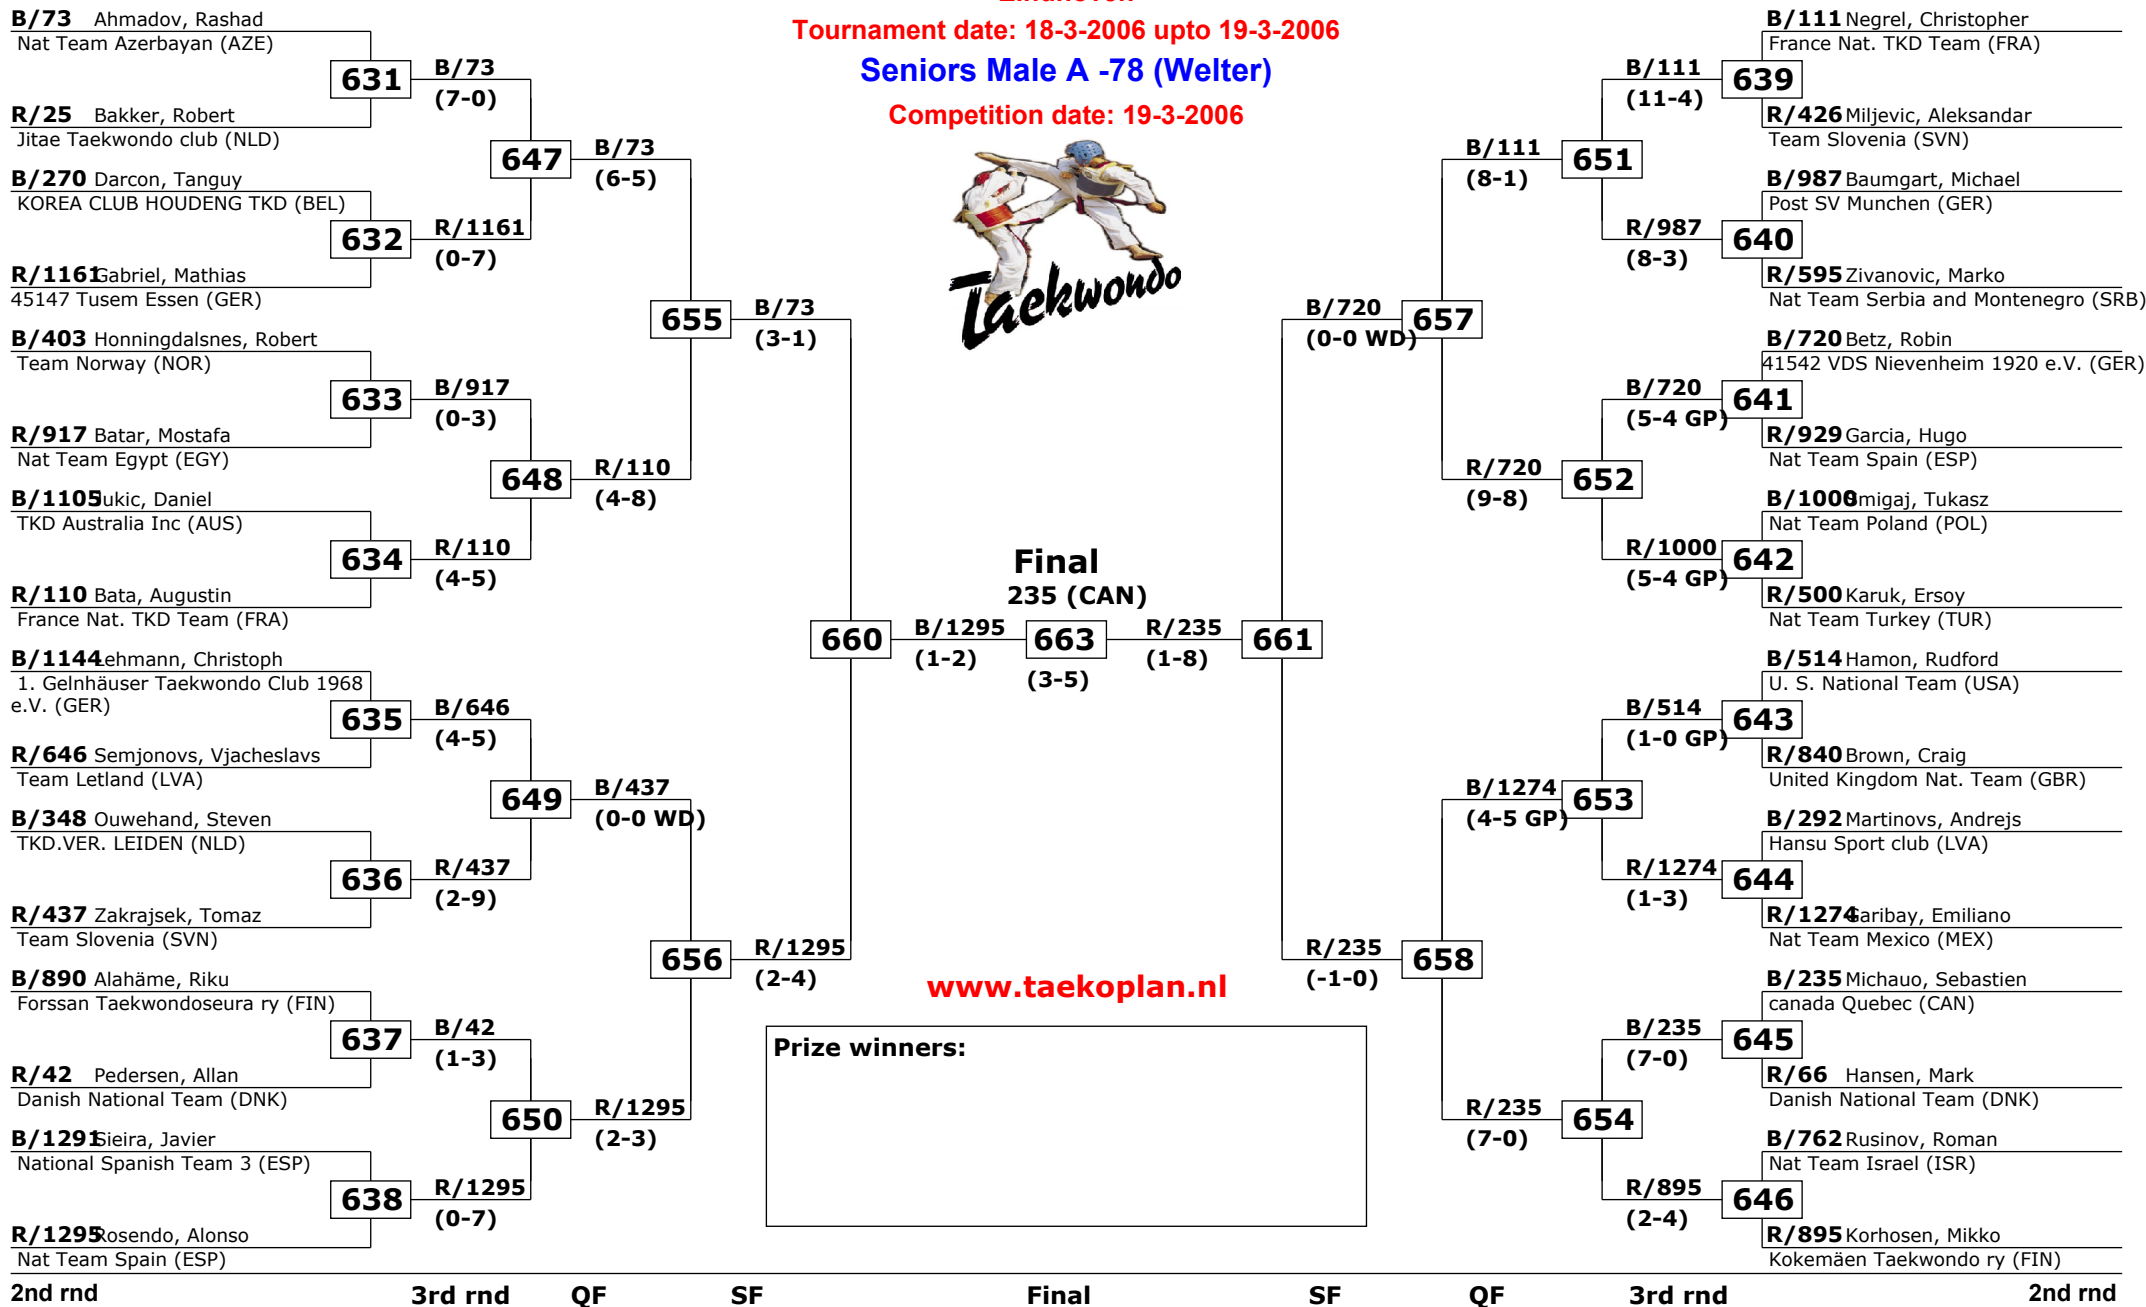 Eindhoven
Tournament date: 18-3-2006 upto 19-3-2006
Seniors Male A -78 (Welter)
Competition date: 19-3-2006
Taekwondo
B/73 Ahmadov, Rashad
Nat Team Azerbayan (AZE)
631
R/25 Bakker, Robert
Jitae Taekwondo club (NLD)
B/270 Darcon, Tanguy
KOREA CLUB HOUDENG TKD (BEL)
632
R/1161 Gabriel, Mathias
45147 Tusem Essen (GER)
B/403 Honningdalsnes, Robert
Team Norway (NOR)
633
R/917 Batar, Mostafa
Nat Team Egypt (EGY)
B/1105 Jukic, Daniel
TKD Australia Inc (AUS)
634
R/110 Bata, Augustin
France Nat. TKD Team (FRA)
B/1144 Lehmann, Christoph
1. Gelnhäuser Taekwondo Club 1968
e.V. (GER)
635
R/646 Semjonovs, Vjacheslavs
Team Letland (LVA)
B/348 Ouwehand, Steven
TKD.VER. LEIDEN (NLD)
636
R/437 Zakrajsek, Tomaz
Team Slovenia (SVN)
B/890 Alahäme, Riku
Forssan Taekwondoseura ry (FIN)
637
R/42 Pedersen, Allan
Danish National Team (DNK)
B/1291 Sieira, Javier
National Spanish Team 3 (ESP)
638
R/1295 Rosendo, Alonso
Nat Team Spain (ESP)
B/73
(7-0)
647
R/1161
(0-7)
B/917
(0-3)
648
R/110
(4-5)
B/646
(4-5)
649
R/437
(2-9)
B/42
(1-3)
650
R/1295
(0-7)
B/73
(6-5)
655
R/110
(4-8)
B/437
(0-0 WD)
656
R/1295
(2-3)
B/73
(3-1)
660
R/1295
(2-4)
Final
235 (CAN)
B/1295
(1-2)
663
(3-5)
R/235
(1-8)
661
B/720
(0-0 WD)
657
R/235
(-1-0)
658
B/111
(8-1)
651
R/720
(9-8)
652
B/1274
(4-5 GP)
653
R/235
(7-0)
654
B/111
(11-4)
639
R/987
(8-3)
640
B/720
(5-4 GP)
641
R/1000
(5-4 GP)
642
B/514
(1-0 GP)
643
R/1274
(1-3)
644
B/235
(7-0)
645
R/895
(2-4)
646
B/111 Negrel, Christopher
France Nat. TKD Team (FRA)
R/426 Miljevic, Aleksandar
Team Slovenia (SVN)
B/987 Baumgart, Michael
Post SV Munchen (GER)
R/595 Zivanovic, Marko
Nat Team Serbia and Montenegro (SRB)
B/720 Betz, Robin
41542 VDS Nievenheim 1920 e.V. (GER)
R/929 Garcia, Hugo
Nat Team Spain (ESP)
B/1000 Smigaj, Tukasz
Nat Team Poland (POL)
R/500 Karuk, Ersoy
Nat Team Turkey (TUR)
B/514 Hamon, Rudford
U. S. National Team (USA)
R/840 Brown, Craig
United Kingdom Nat. Team (GBR)
B/292 Martinovs, Andrejs
Hansu Sport club (LVA)
R/1274 Garibay, Emiliano
Nat Team Mexico (MEX)
B/235 Michauo, Sebastien
canada Quebec (CAN)
R/66 Hansen, Mark
Danish National Team (DNK)
B/762 Rusinov, Roman
Nat Team Israel (ISR)
R/895 Korhosen, Mikko
Kokemäen Taekwondo ry (FIN)
www.taekoplan.nl
Prize winners:
2nd rnd 3rd rnd QF SF Final SF QF 3rd rnd 2nd rnd